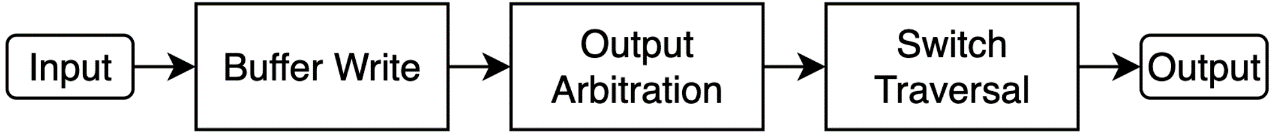 Input
Buffer Write
Output
Arbitration
Switch
Traversal
Output